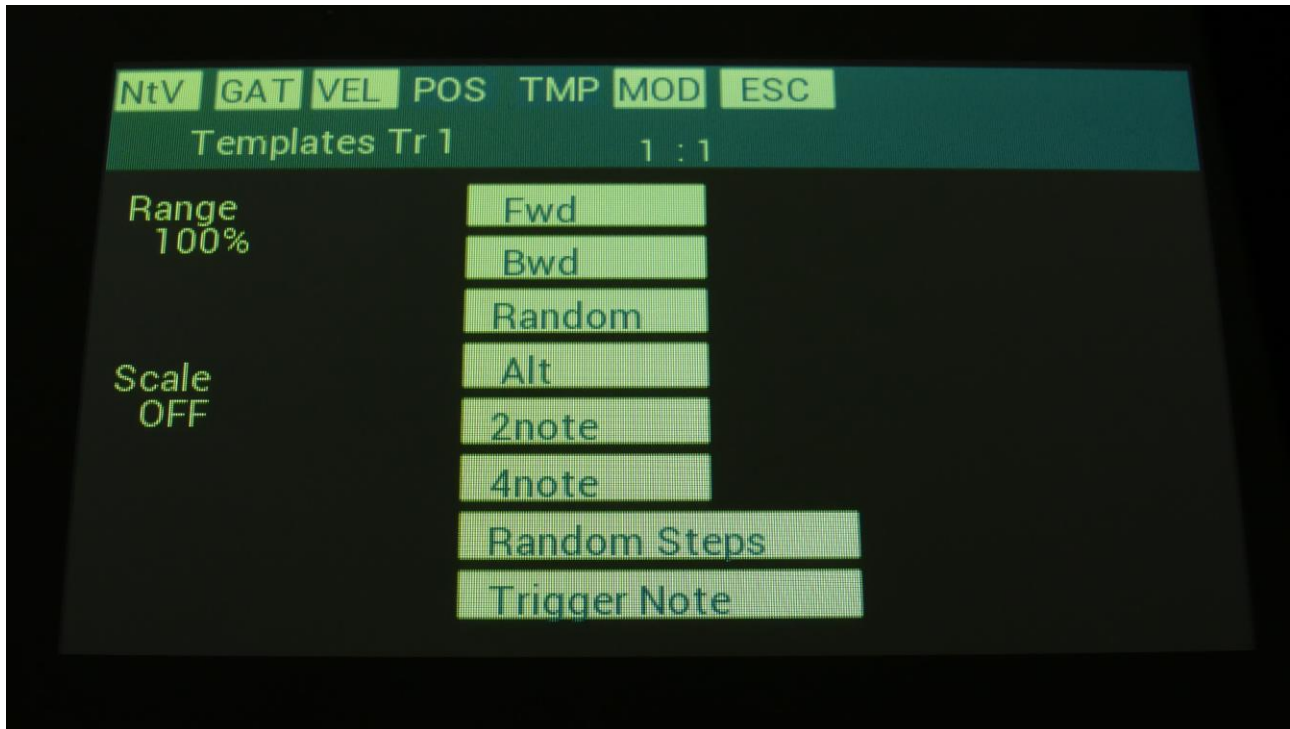 NtV GAT VEL POS TMP MOD ESC
Templates Tr 1 1 : 1
Range
100%
Fwd
Bwd
Random
Scale
OFF
Alt
2note
4note
Random Steps
Trigger Note